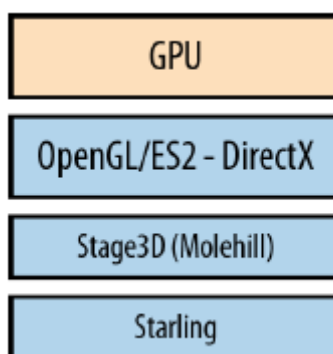 GPU
OpenGL/ES2 - DirectX
Stage3D (Molehill)
Starling